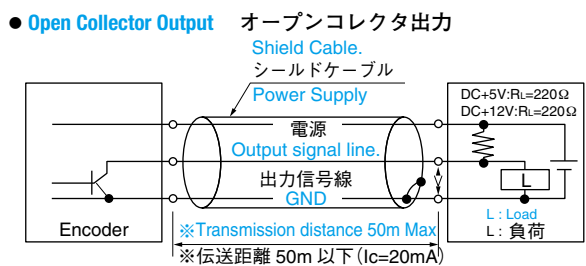 ● Open Collector Output オープンコレクタ出力
Shield Cable.
シールドケーブル
Power Supply
電源
Output signal line.
出力信号線
GND
Encoder
DC+5V:RL=220Ω
DC+12V:RL=220Ω
L
L : Load
L : 負荷
※Transmission distance 50m Max
※伝送距離 50m 以下(Ic=20mA)